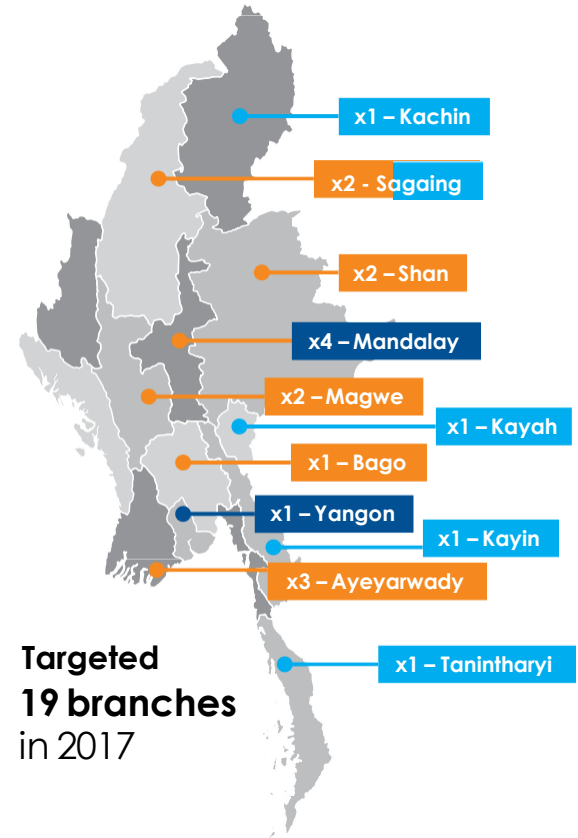 x1 – Kachin
x2 - Sagaing
x2 – Shan
x4 – Mandalay
x2 – Magwe
x1 – Kayah
x1 – Bago
x1 – Yangon
x1 – Kayin
x3 – Ayeyarwady
x1 – Tanintharyi
Targeted
19 branches
in 2017